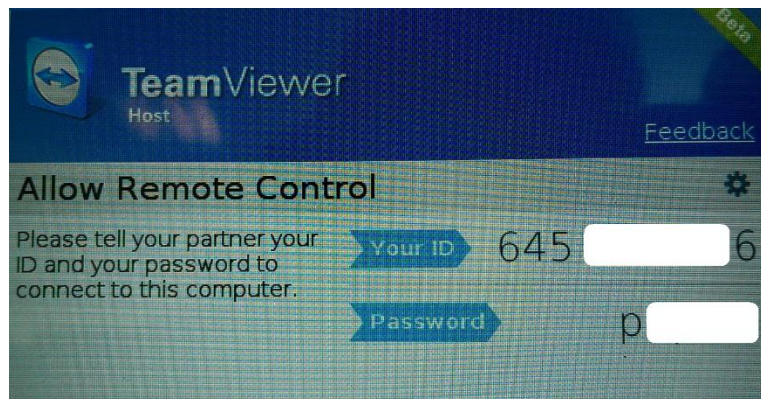 Beta
TeamViewer
Host
Feedback
Allow Remote Control
Please tell your partner your
ID and your password to
connect to this computer.
Your ID 645 6
Password p